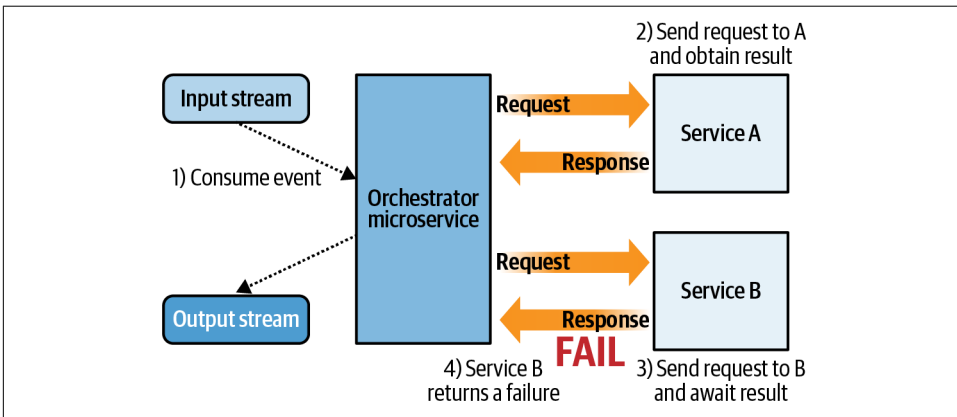 2) Send request to A
and obtain result
Input stream
Request
Service A
Response
1) Consume event
Orchestrator
microservice
Request
Service B
Output stream
Response
FAIL
4) Service B
returns a failure
3) Send request to B
and await result